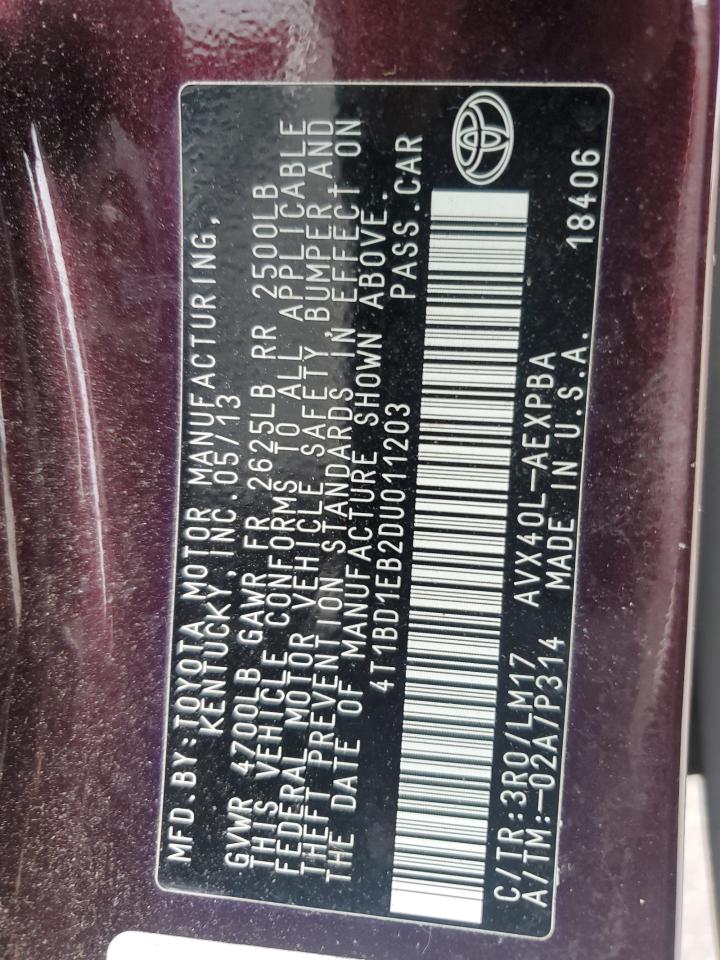 MFD.BY:TOYOTA MOTOR MANUFACTURING,
KENTUCKY,INC.05/13
GVWR 4700LB GAWR FR 2625LB RR 2500LB
THIS VEHICLE CONFORMS TO ALL APPLICABLE
FEDERAL MOTOR VEHICLE SAFETY,BUMPER,AND
THEFT PREVENTION STANDARDS IN EFFECT ON
THE DATE OF MANUFACTURE SHOWN ABOVE.
4T1BD1EB2DU011203 PASS.CAR
C/TR:3R0/LM17 AVX40L-AEXPBA
A/TM:-02A/P314 MADE IN U.S.A. 18406